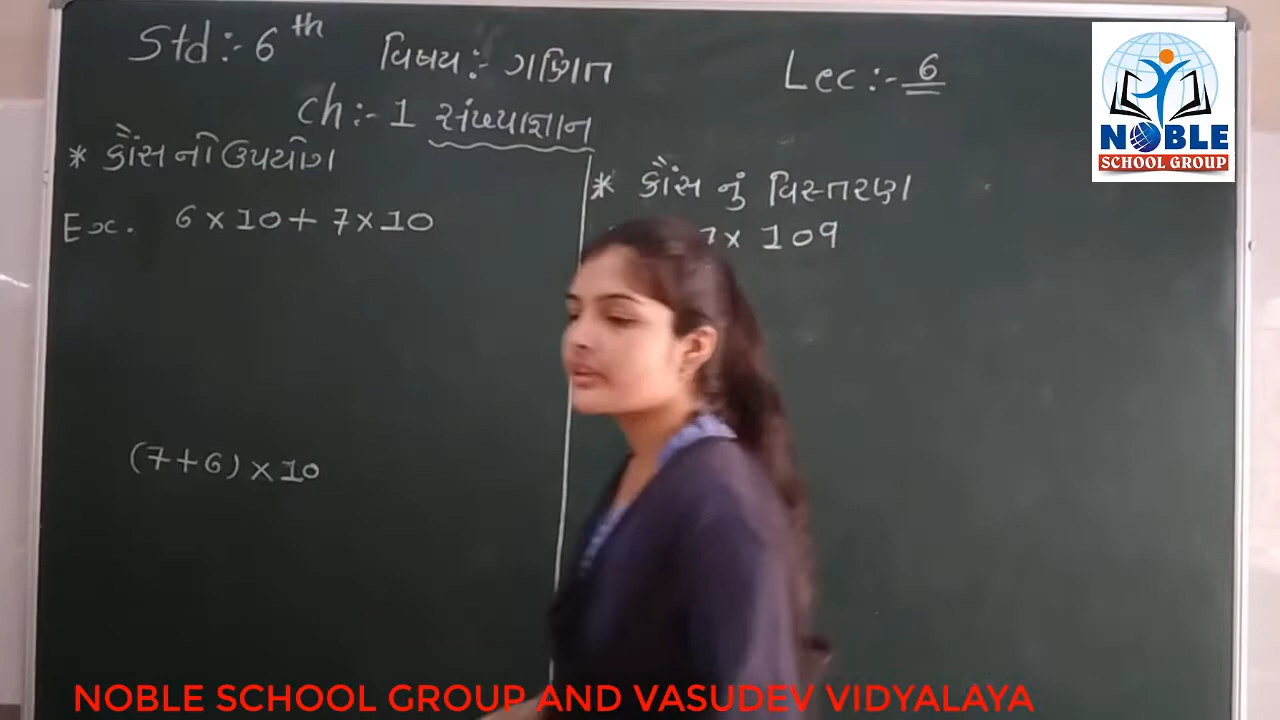 Std:- 6th
વિષય:- ગણિત
Lec:- 6
ch:- 1 સંખ્યાજ્ઞાન
* કૌંસ નો ઉપયોગ
Ex. 6 × 10 + 7 × 10
(7+6) × 10
* કૌંસ નું વિસ્તરણ
7 × 109
NOBLE
SCHOOL GROUP
NOBLE SCHOOL GROUP AND VASUDEV VIDYALAYA